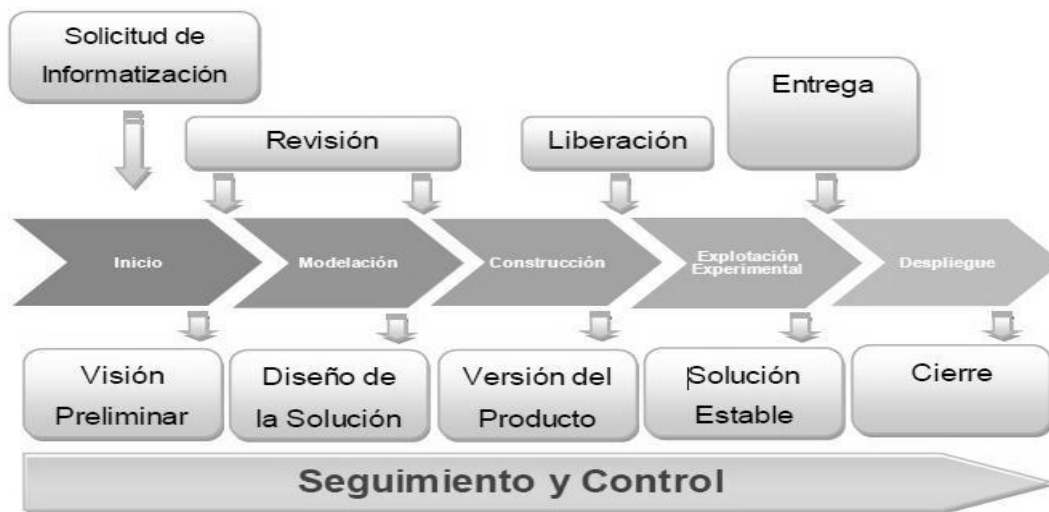 Solicitud de
Informatización
Entrega
Revisión
Liberación
Inicio
Modelación
Construcción
Explotación
Experimental
Despliegue
Visión
Preliminar
Diseño de
la Solución
Versión del
Producto
Solución
Estable
Cierre
Seguimiento y Control